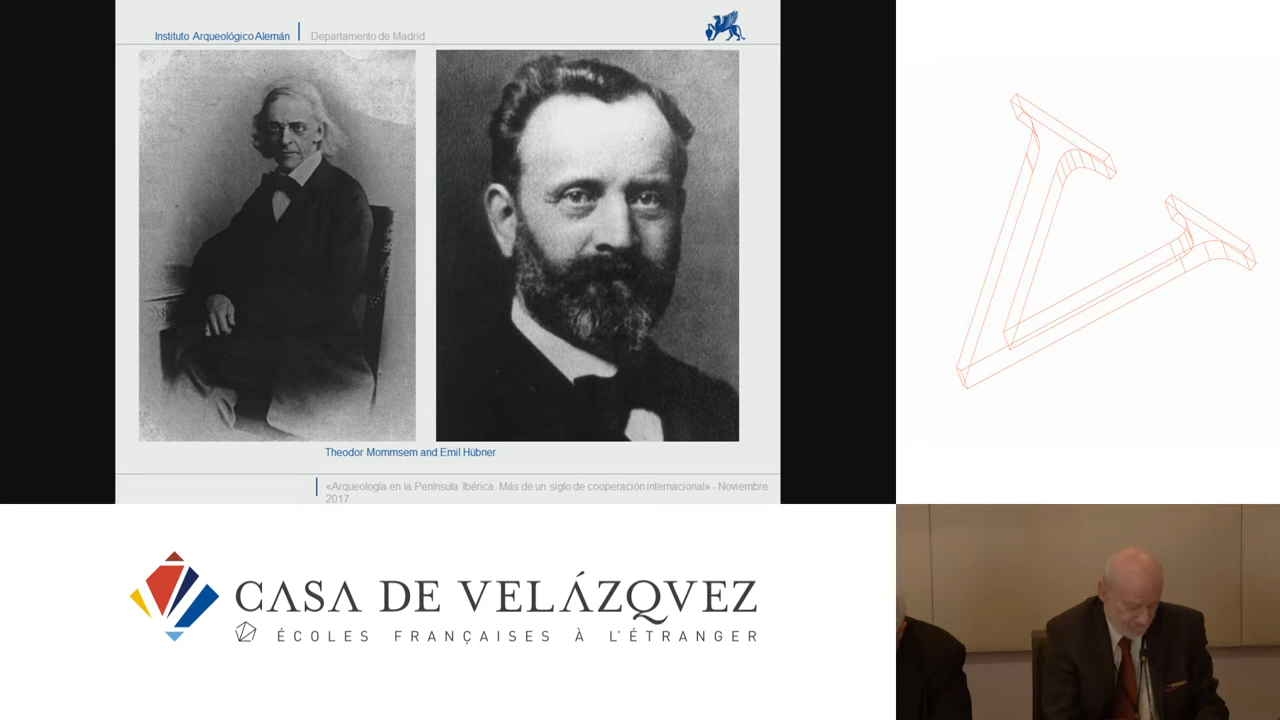 Instituto Arqueológico Alemán
Departamento de Madrid
Theodor Mommsem and Emil Hübner
«Arqueología en la Península Ibérica. Más de un siglo de cooperación internacional» - Noviembre
2017
CASA DE VELÁZQVEZ
ÉCOLES FRANÇAISES À L'ÉTRANGER